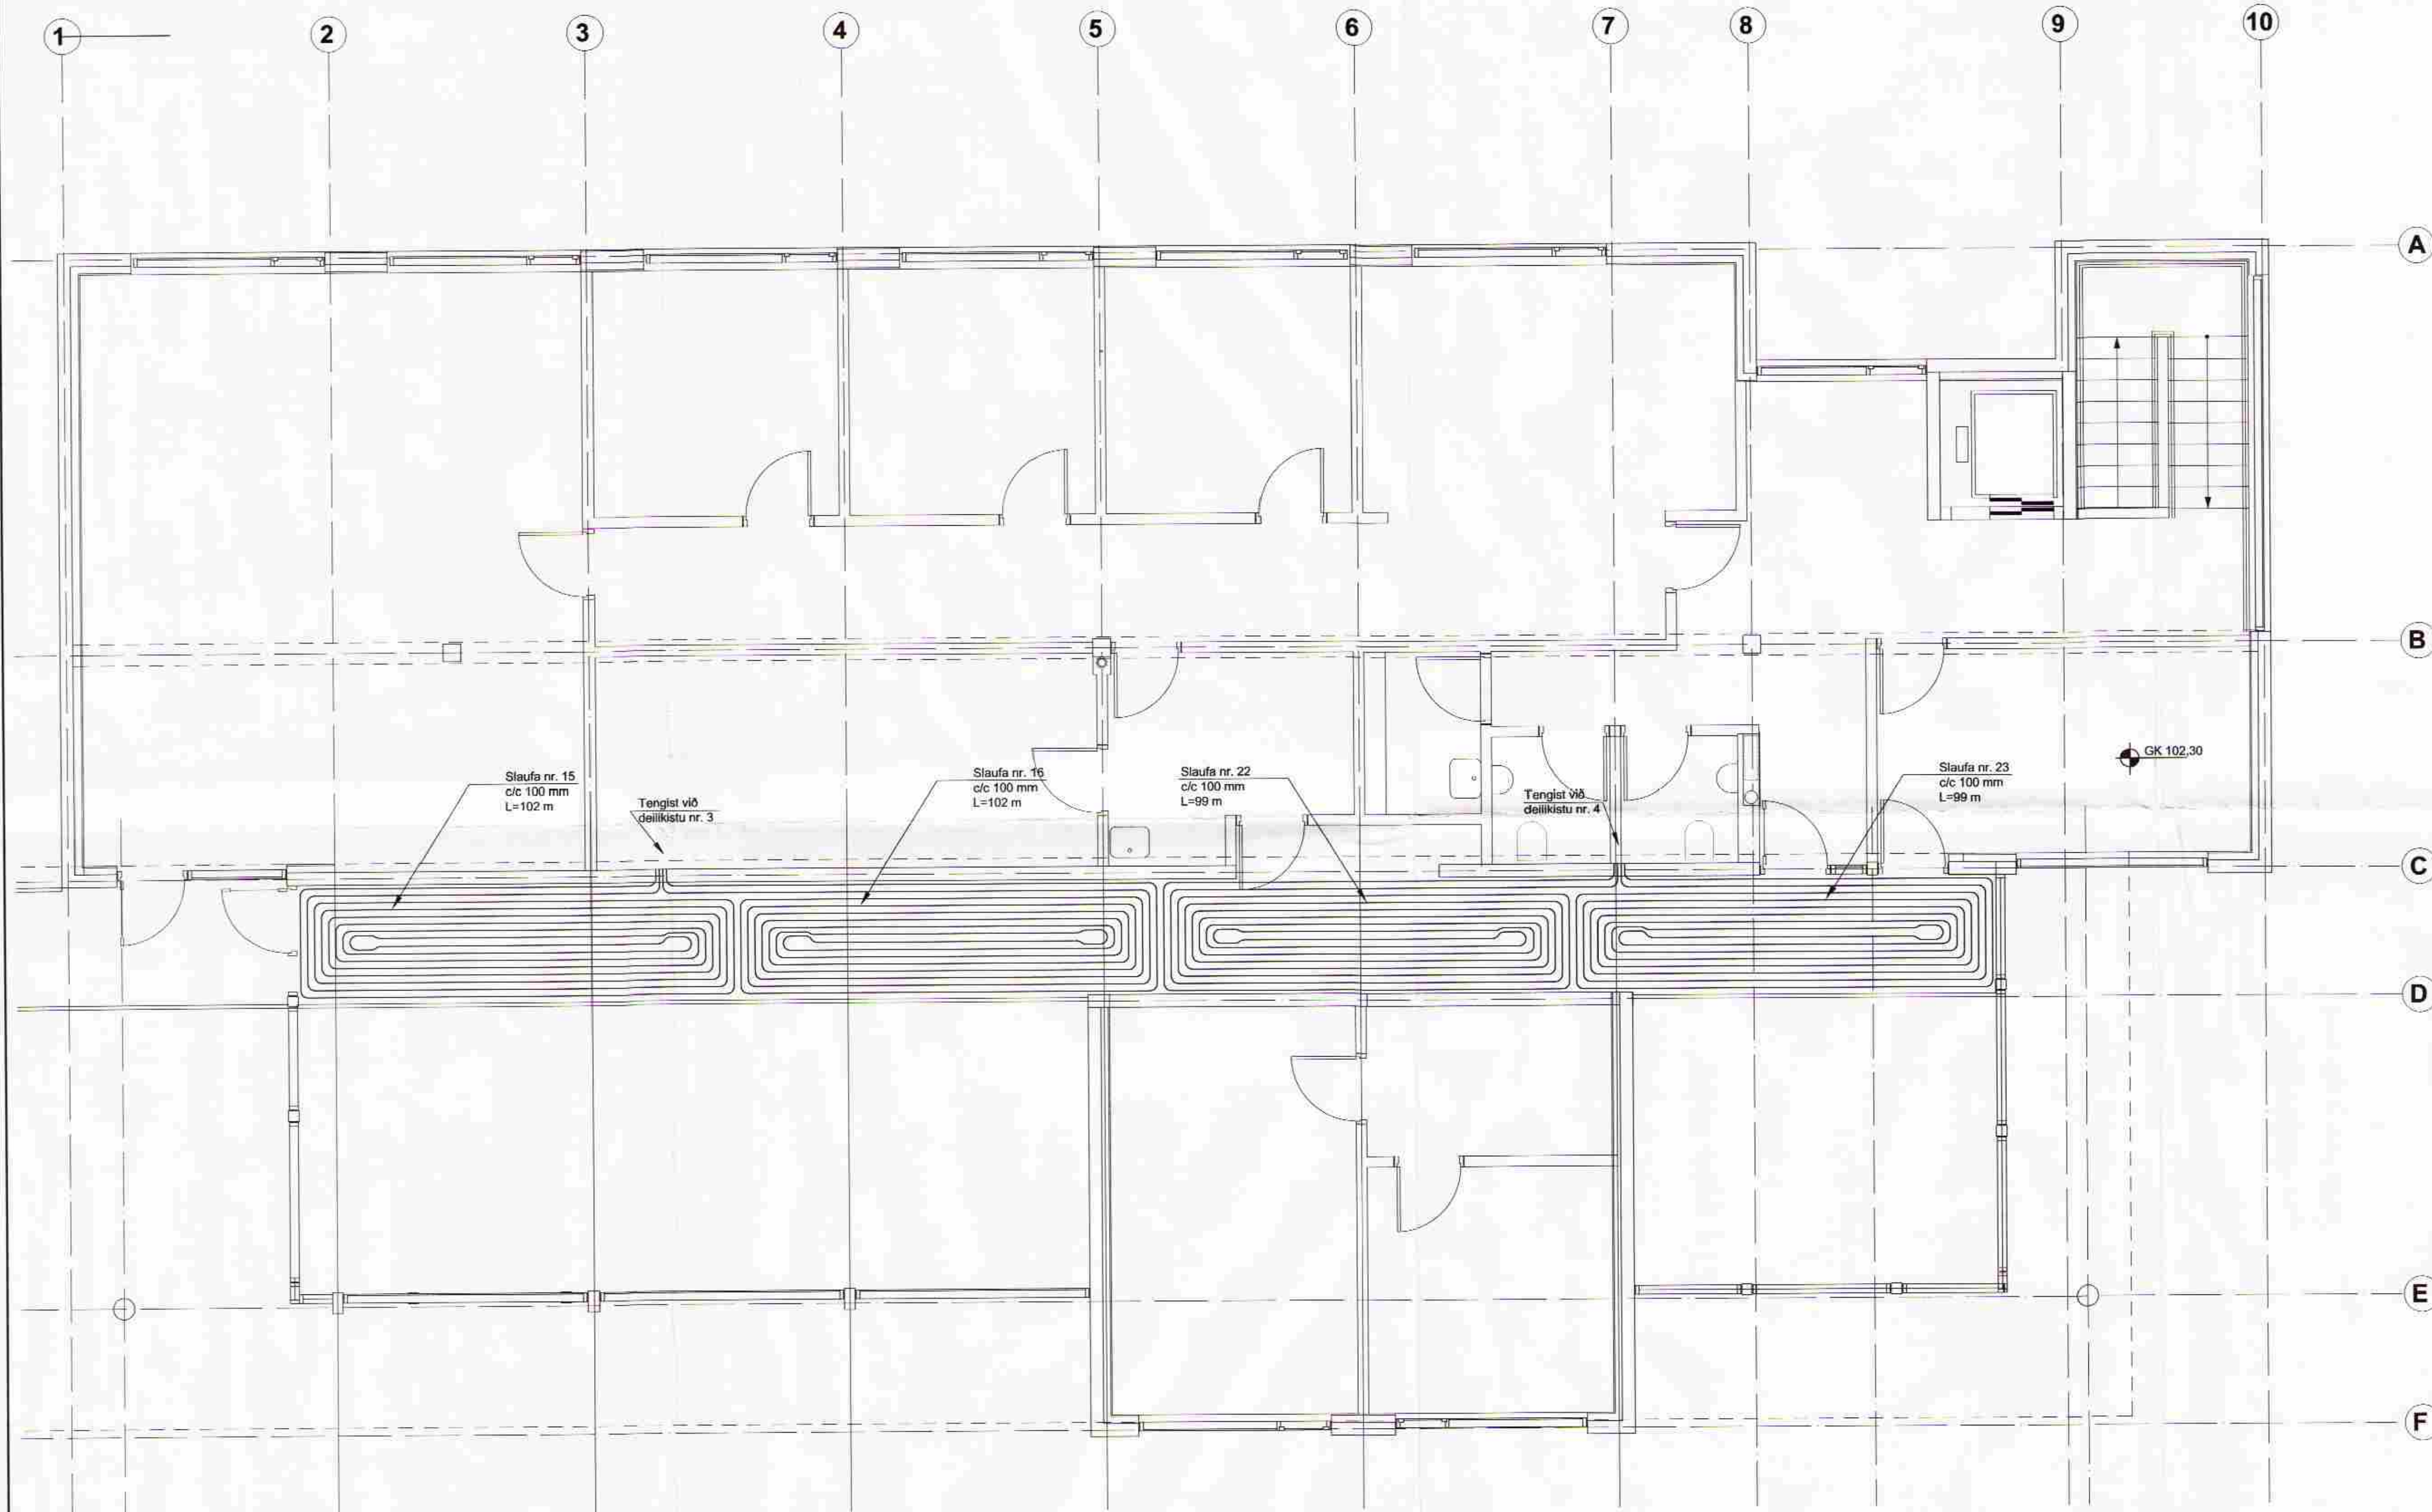 1
2
3
4
5
6
7
8
9
10
A
B
GK 102,30
Slaufa nr. 15
c/c 100 mm
L=102 m
Tengist við
deilikistu nr. 3
Slaufa nr. 16
c/c 100 mm
L=102 m
Slaufa nr. 22
c/c 100 mm
L=99 m
Tengist við
deilikistu nr. 4
Slaufa nr. 23
c/c 100 mm
L=99 m
C
D
E
F